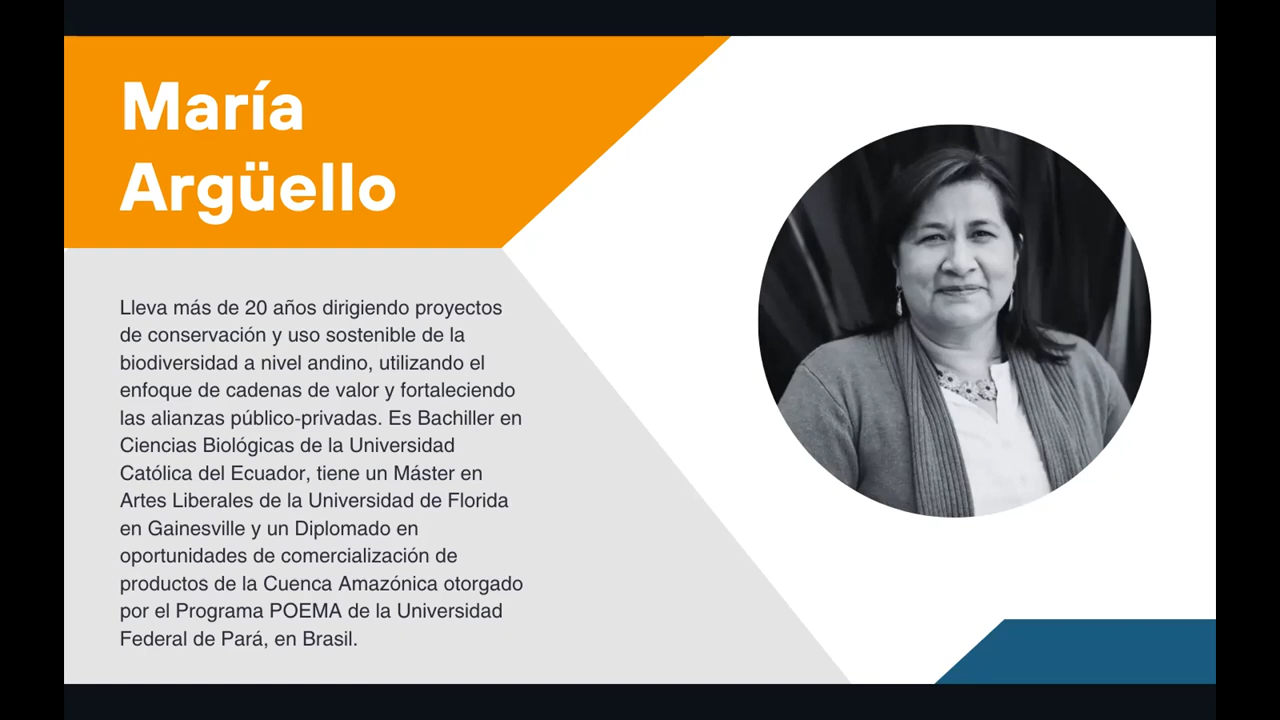 María
Argüello
Lleva más de 20 años dirigiendo proyectos
de conservación y uso sostenible de la
biodiversidad a nivel andino, utilizando el
enfoque de cadenas de valor y fortaleciendo
las alianzas público-privadas. Es Bachiller en
Ciencias Biológicas de la Universidad
Católica del Ecuador, tiene un Máster en
Artes Liberales de la Universidad de Florida
en Gainesville y un Diplomado en
oportunidades de comercialización de
productos de la Cuenca Amazónica otorgado
por el Programa POEMA de la Universidad
Federal de Pará, en Brasil.